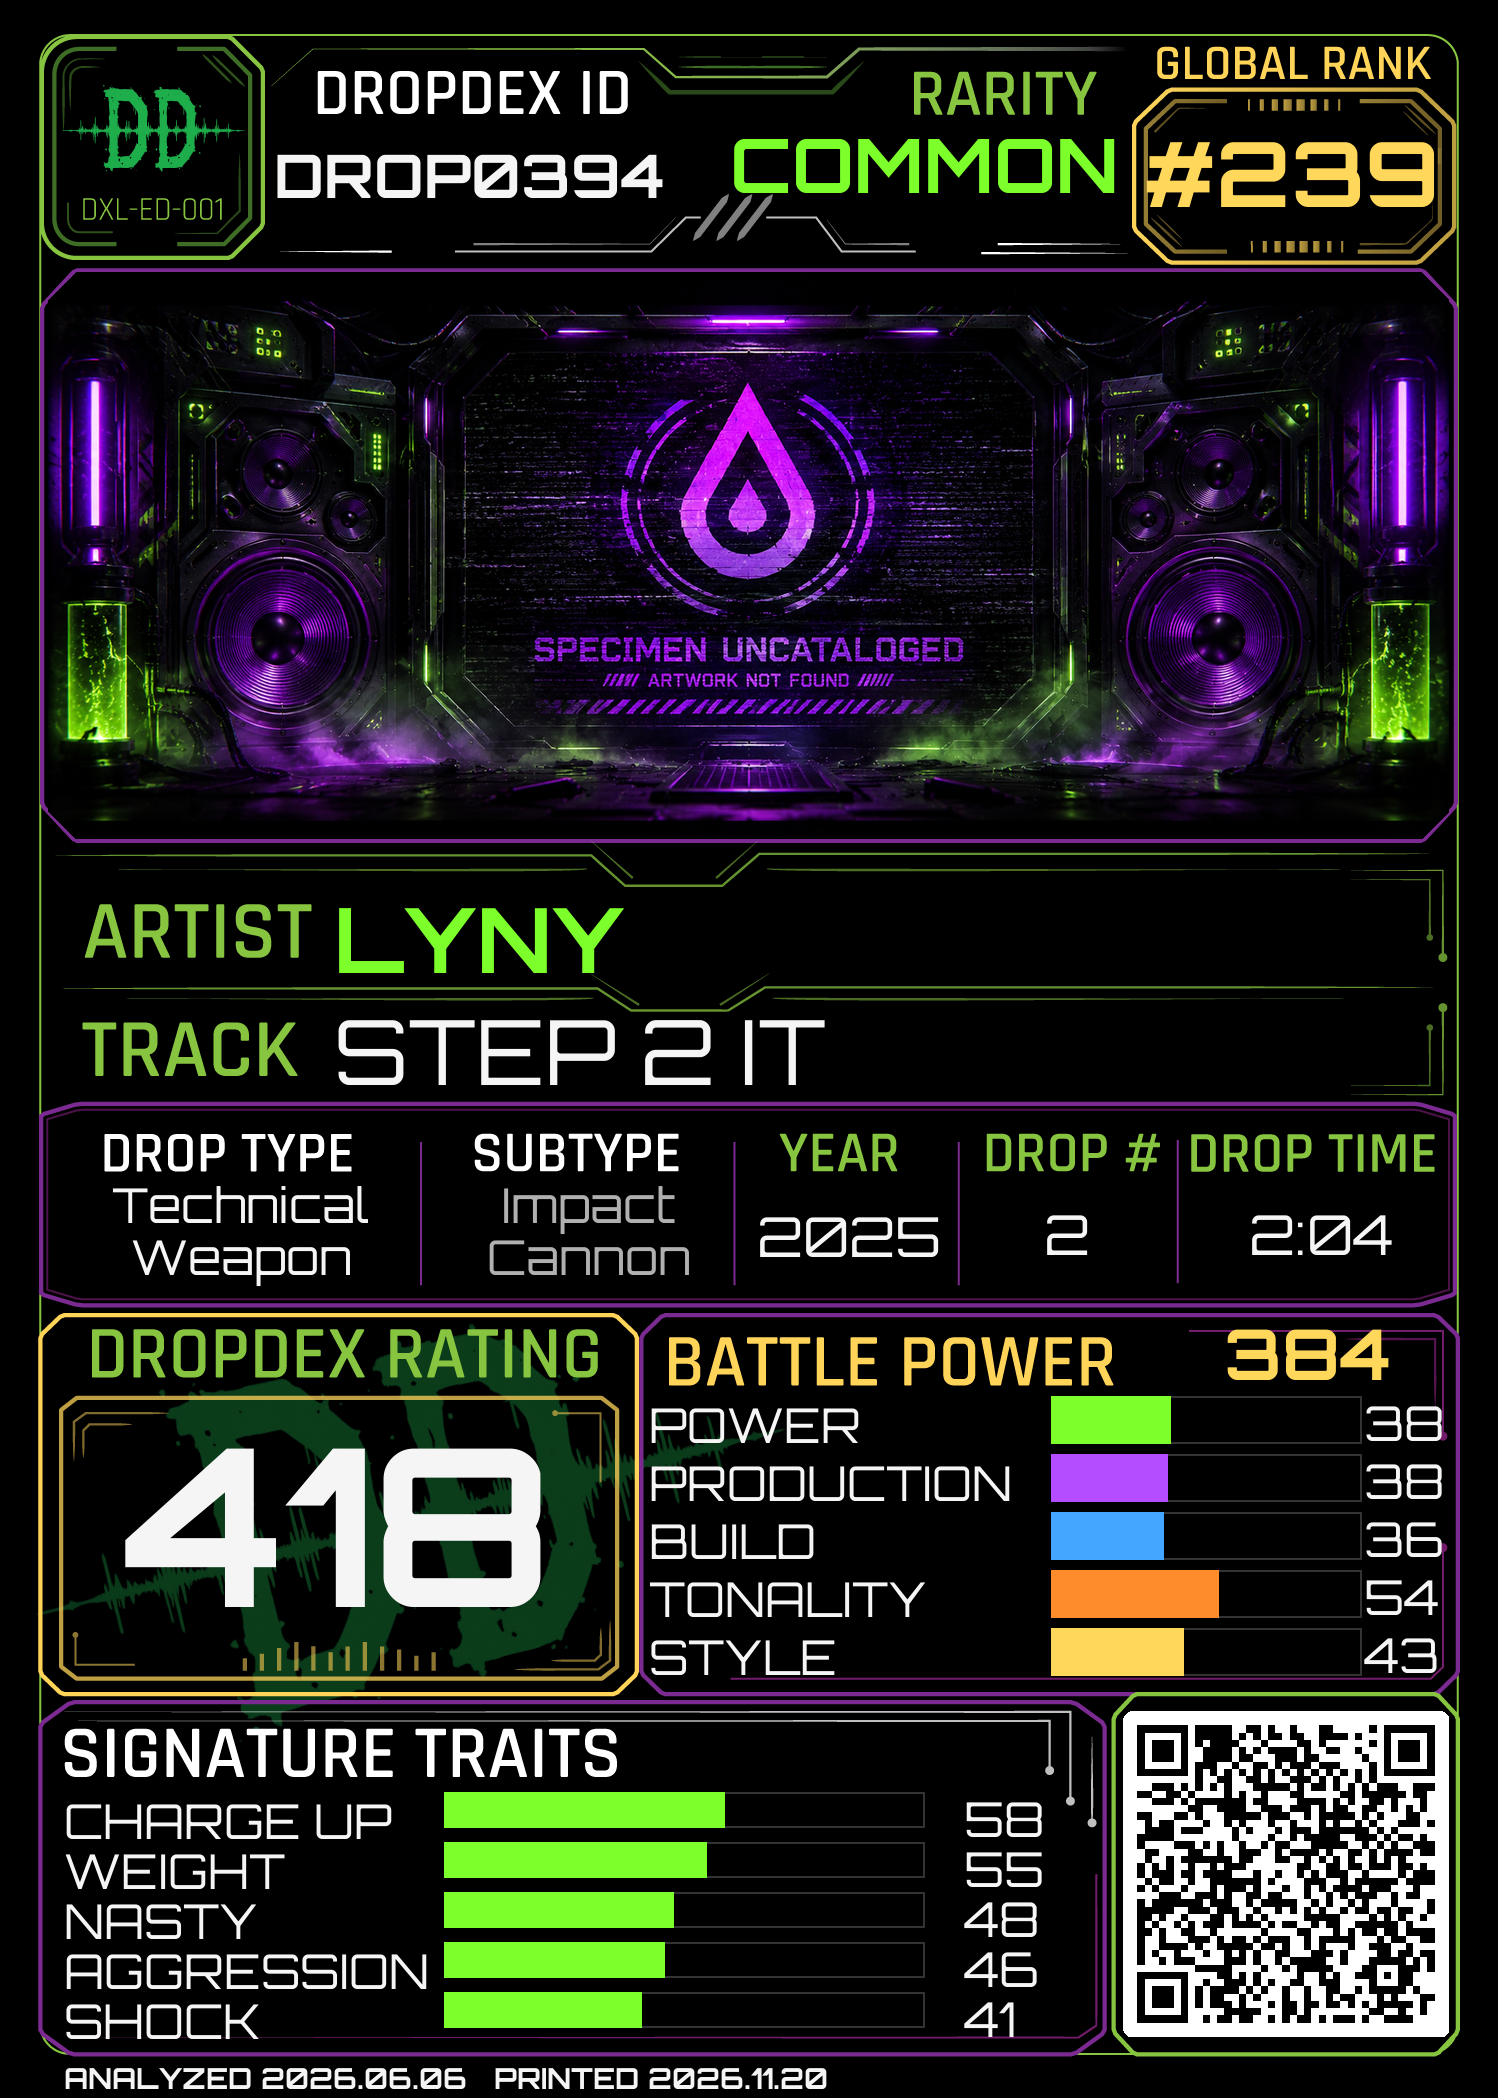 DD
DXL-ED-001
DROPDEX ID
DROP0394
RARITY
COMMON
GLOBAL RANK
#239
SPECIMEN UNCATALOGED
///// ARTWORK NOT FOUND /////
ARTIST LYNY
TRACK STEP 2 IT
DROP TYPE
Technical
Weapon
SUBTYPE
Impact
Cannon
YEAR
2025
DROP #
2
DROP TIME
2:04
DROPDEX RATING
418
BATTLE POWER 384
POWER 38
PRODUCTION 38
BUILD 36
TONALITY 54
STYLE 43
SIGNATURE TRAITS
CHARGE UP 58
WEIGHT 55
NASTY 48
AGGRESSION 46
SHOCK 41
ANALYZED 2026.06.06 PRINTED 2026.11.20